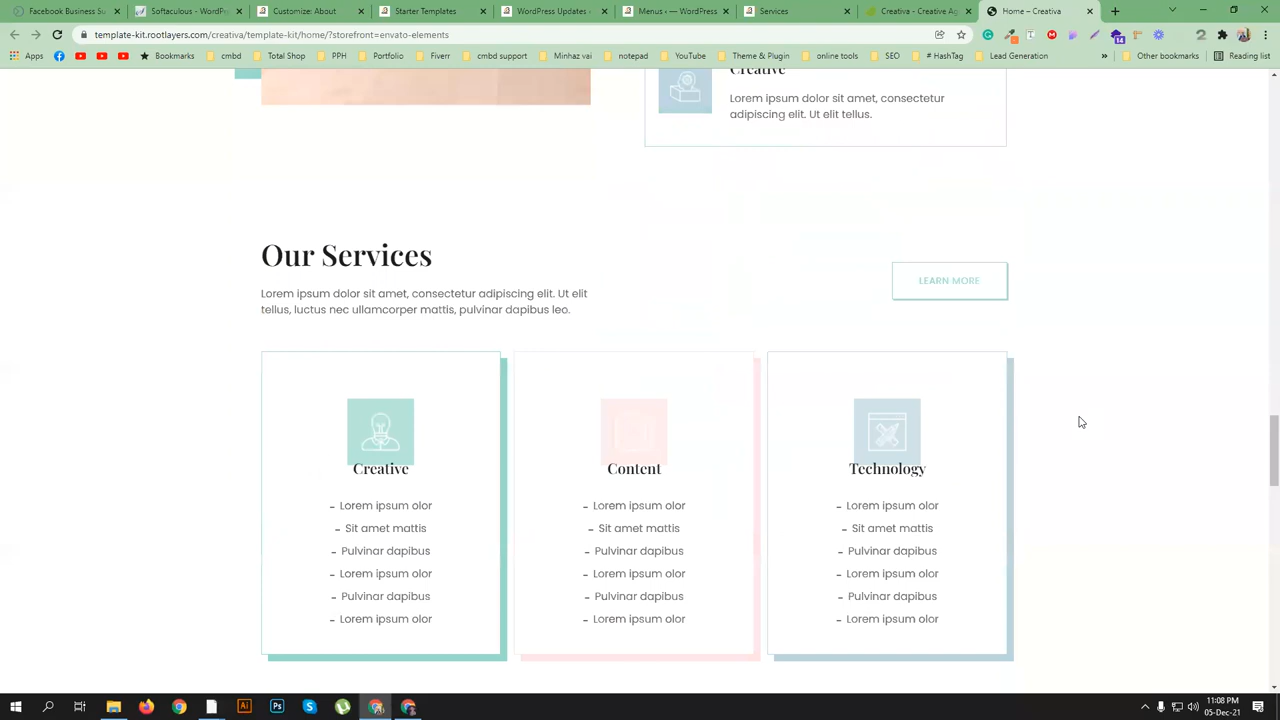 Business Su
Softaculous - WordPr
Customize: About
Starter Templates
WordPress Updates
Menus — WordPress
Services
Creative - Creativa - Ag
Home – Creativa
template-kit.rootlayers.com/creativa/template-kit/home/?storefront=envato-elements
Apps
Bookmarks
cmbd
Total Shop
PPH
Portfolio
Fiverr
cmbd support
Minhaz vai
notepad
YouTube
Theme & Plugin
online tools
SEO
# HashTag
Lead Generation
»
Other bookmarks
Reading list
Creative
Lorem ipsum dolor sit amet, consectetur
adipiscing elit. Ut elit tellus.
Our Services
Lorem ipsum dolor sit amet, consectetur adipiscing elit. Ut elit
tellus, luctus nec ullamcorper mattis, pulvinar dapibus leo.
LEARN MORE
Creative
– Lorem ipsum olor
– Sit amet mattis
– Pulvinar dapibus
– Lorem ipsum olor
– Pulvinar dapibus
– Lorem ipsum olor
Content
– Lorem ipsum olor
– Sit amet mattis
– Pulvinar dapibus
– Lorem ipsum olor
– Pulvinar dapibus
– Lorem ipsum olor
Technology
– Lorem ipsum olor
– Sit amet mattis
– Pulvinar dapibus
– Lorem ipsum olor
– Pulvinar dapibus
– Lorem ipsum olor
Ai
Ps
11:08 PM
05-Dec-21